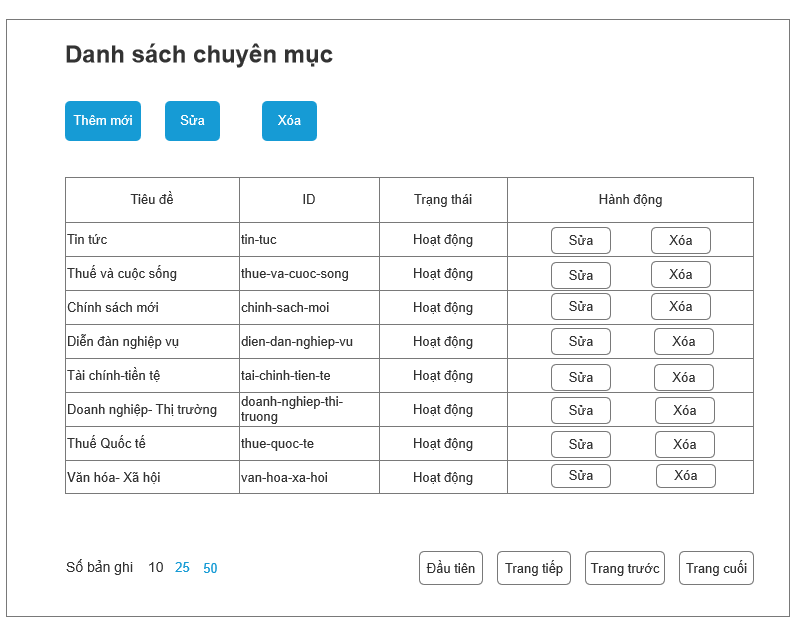 Danh sách chuyên mục
Thêm mới Sửa Xóa
Tiêu đề ID Trạng thái Hành động
Tin tức tin-tuc Hoạt động Sửa Xóa
Thuế và cuộc sống thue-va-cuoc-song Hoạt động Sửa Xóa
Chính sách mới chinh-sach-moi Hoạt động Sửa Xóa
Diễn đàn nghiệp vụ dien-dan-nghiep-vu Hoạt động Sửa Xóa
Tài chính-tiền tệ tai-chinh-tien-te Hoạt động Sửa Xóa
Doanh nghiệp- Thị trường doanh-nghiep-thi-
truong Hoạt động Sửa Xóa
Thuế Quốc tế thue-quoc-te Hoạt động Sửa Xóa
Văn hóa- Xã hội van-hoa-xa-hoi Hoạt động Sửa Xóa
Số bản ghi 10 25 50 Đầu tiên Trang tiếp Trang trước Trang cuối